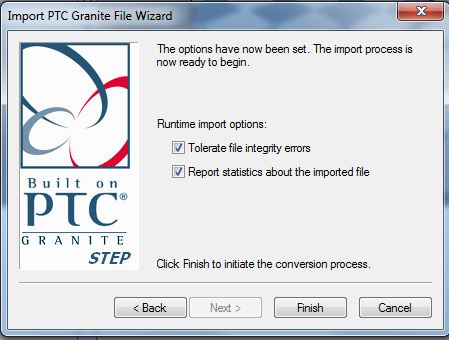 Import PTC Granite File Wizard
The options have now been set. The import process is
now ready to begin.
Runtime import options:
Tolerate file integrity errors
Report statistics about the imported file
Built on
PTC®
GRANITE
STEP
Click Finish to initiate the conversion process.
< Back
Next >
Finish
Cancel